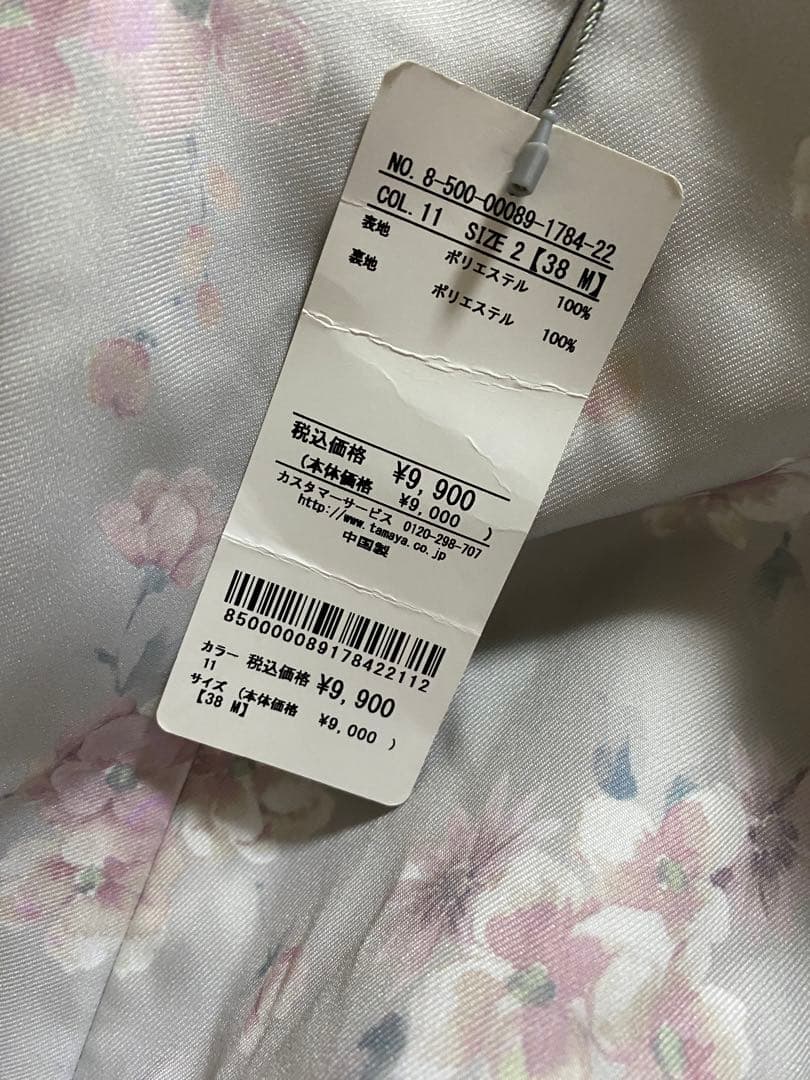 NO. 8-500-00089-1784-22
COL. 11 SIZE 2【38 M】
表地 ポリエステル 100%
裏地 ポリエステル 100%
税込価格 ¥9,900
(本体価格 ¥9,000 )
カスタマーサービス 0120-298-707
http://www.tamaya.co.jp
中国製
850000089178422112
カラー 税込価格 ¥9,900
11
サイズ (本体価格 ¥9,000 )
【38 M】